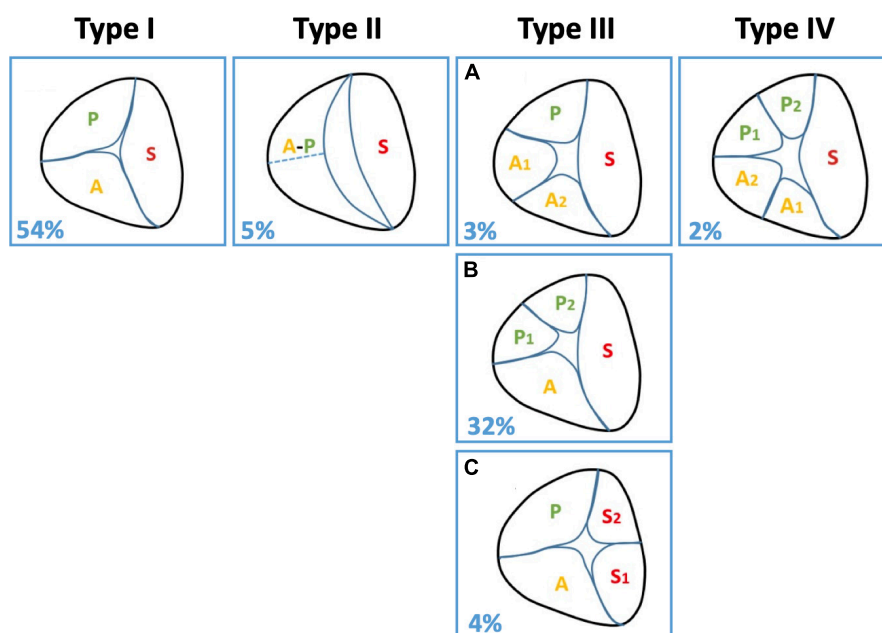 Type I Type II Type III Type IV
P
S
A
54%
A-P
S
5%
A
P
A1
S
A2
3%
P2
P1
S
A2
A1
2%
B
P2
P1
S
A
32%
C
P
S2
S1
A
4%